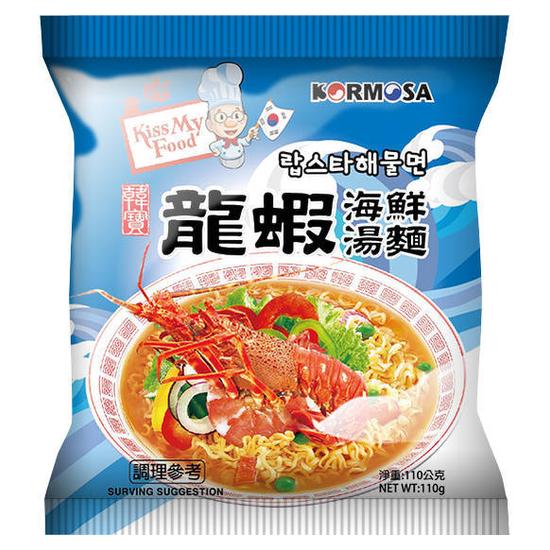 KORMOSA
Kiss My
Food
랍스타해물면
韓寶
龍蝦 海鮮
湯麵
調理參考
SURVING SUGGESTION
淨重:110公克
NET WT:110g